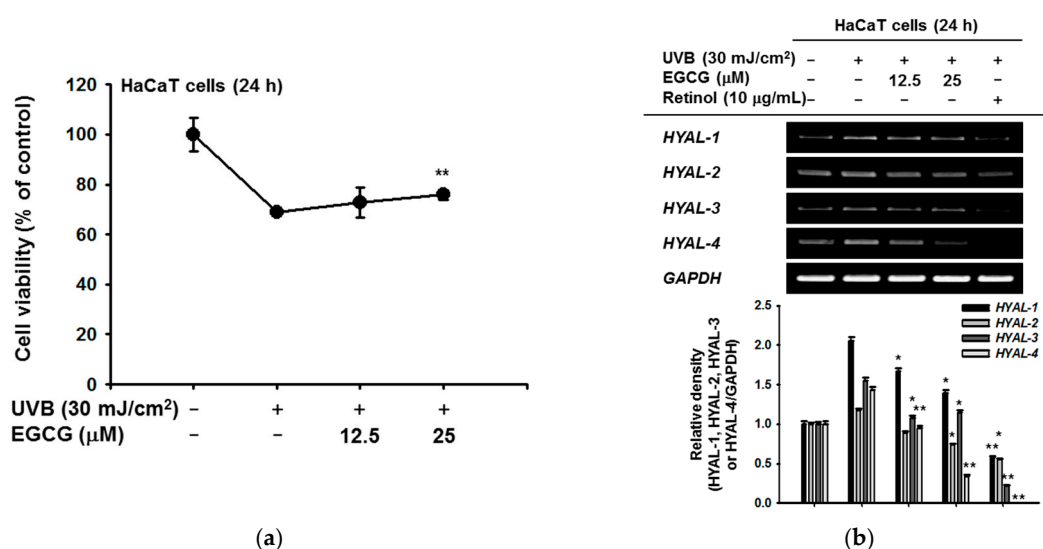 HaCaT cells (24 h)
Cell viability (% of control)
120
100
80
60
40
20
0
UVB (30 mJ/cm²) – + + +
EGCG (μM) – – 12.5 25
**
(a)
HaCaT cells (24 h)
UVB (30 mJ/cm²) – + + + +
EGCG (μM) – – 12.5 25 –
Retinol (10 μg/mL) – – – – +
HYAL-1
HYAL-2
HYAL-3
HYAL-4
GAPDH
Relative density
(HYAL-1, HYAL-2, HYAL-3
or HYAL-4/GAPDH)
2.5
2.0
1.5
1.0
0.5
0.0
HYAL-1
HYAL-2
HYAL-3
HYAL-4
* * **
* * * **
** * ** **
(b)